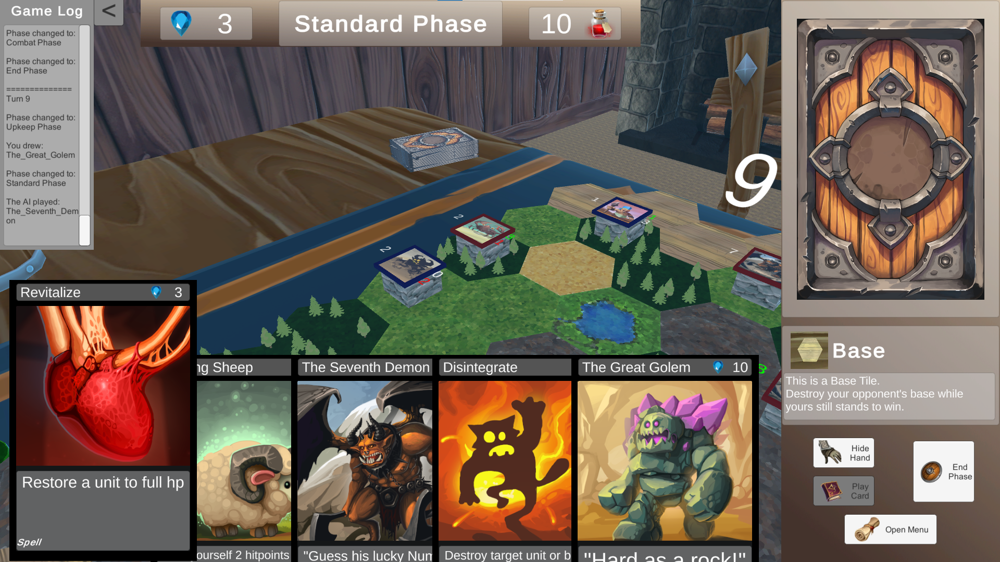 Game Log
<
Phase changed to:
Combat Phase
Phase changed to:
End Phase
==============
Turn 9
Phase changed to:
Upkeep Phase
You drew:
The_Great_Golem
Phase changed to:
Standard Phase
The AI played:
The_Seventh_Dem
on
3
Standard Phase
10
9
1
3
2
2
2
0
7
8
Revitalize 3
Restore a unit to full hp
Spell
ng Sheep
ourself 2 hitpoints
The Seventh Demon
"Guess his lucky Num
Disintegrate
Destroy target unit or b
The Great Golem 10
"Hard as a rock!"
Base
This is a Base Tile.
Destroy your opponent's base while
yours still stands to win.
Hide
Hand
End
Phase
Play
Card
Open Menu